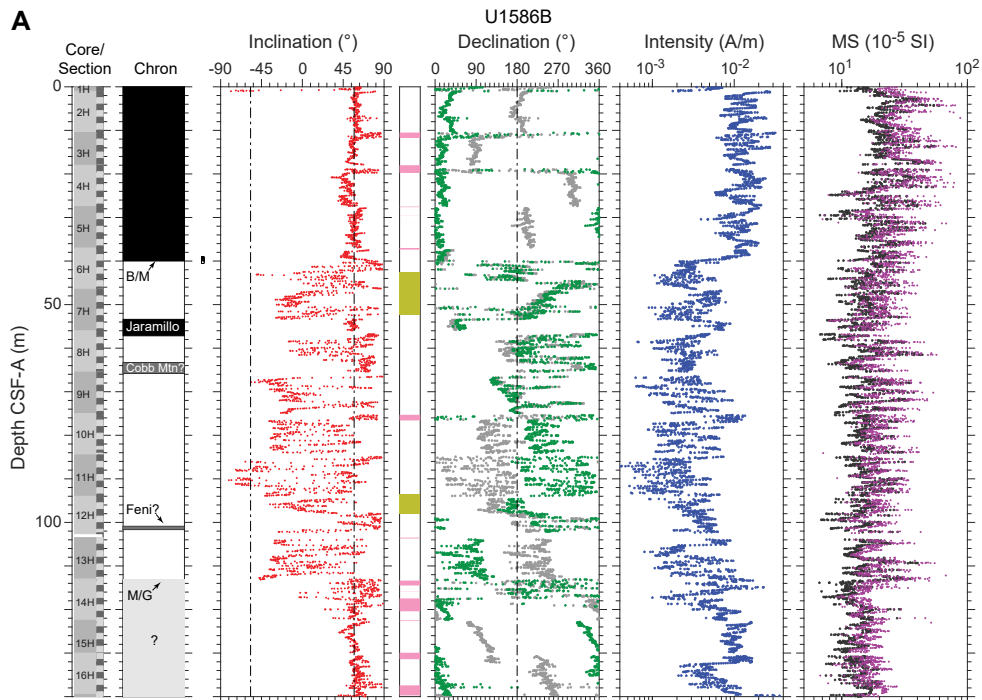 A
U1586B
Core/
Section
Chron
Inclination (°)
Declination (°)
Intensity (A/m)
MS (10-5 SI)
-90 -45 0 45 90
0 90 180 270 360
10-3 10-2
101 102
Depth CSF-A (m)
0
50
100
1H
2H
3H
4H
5H
6H
7H
8H
9H
10H
11H
12H
13H
14H
15H
16H
B/M
Jaramillo
Cobb Mtn?
Feni?
M/G
?